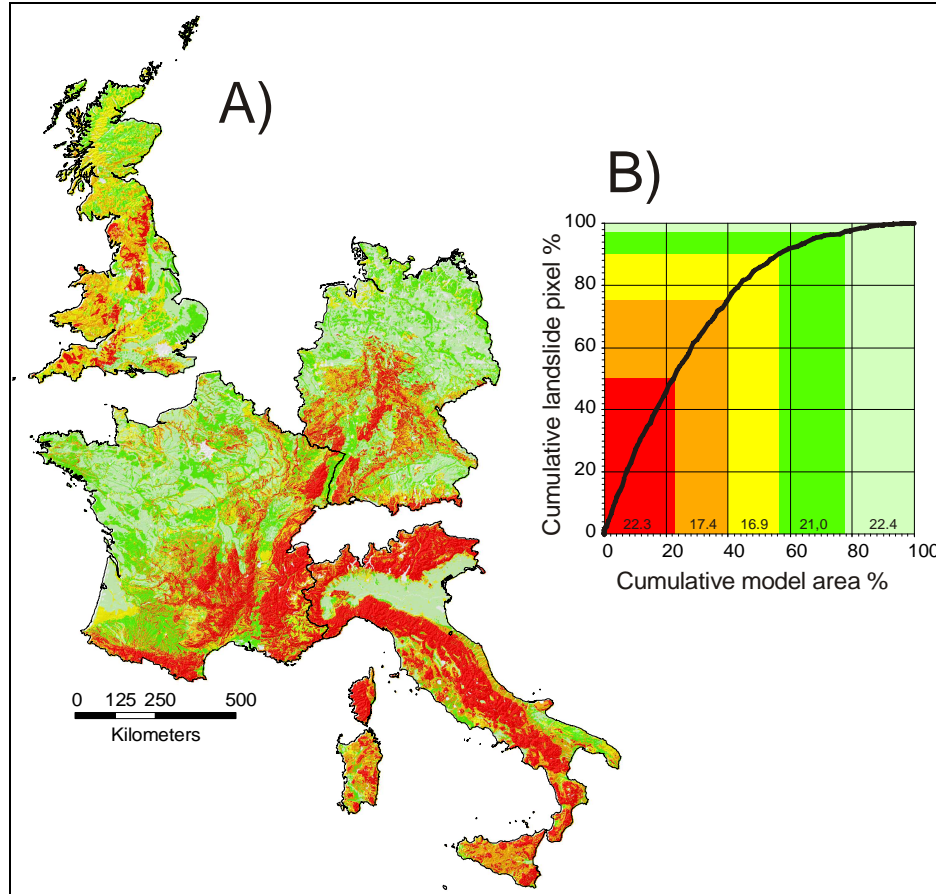 A)
B)
Cumulative landslide pixel %
100
80
60
40
20
0
22.3 17.4 16.9 21,0 22.4
0 20 40 60 80 100
Cumulative model area %
0 125 250 500
Kilometers